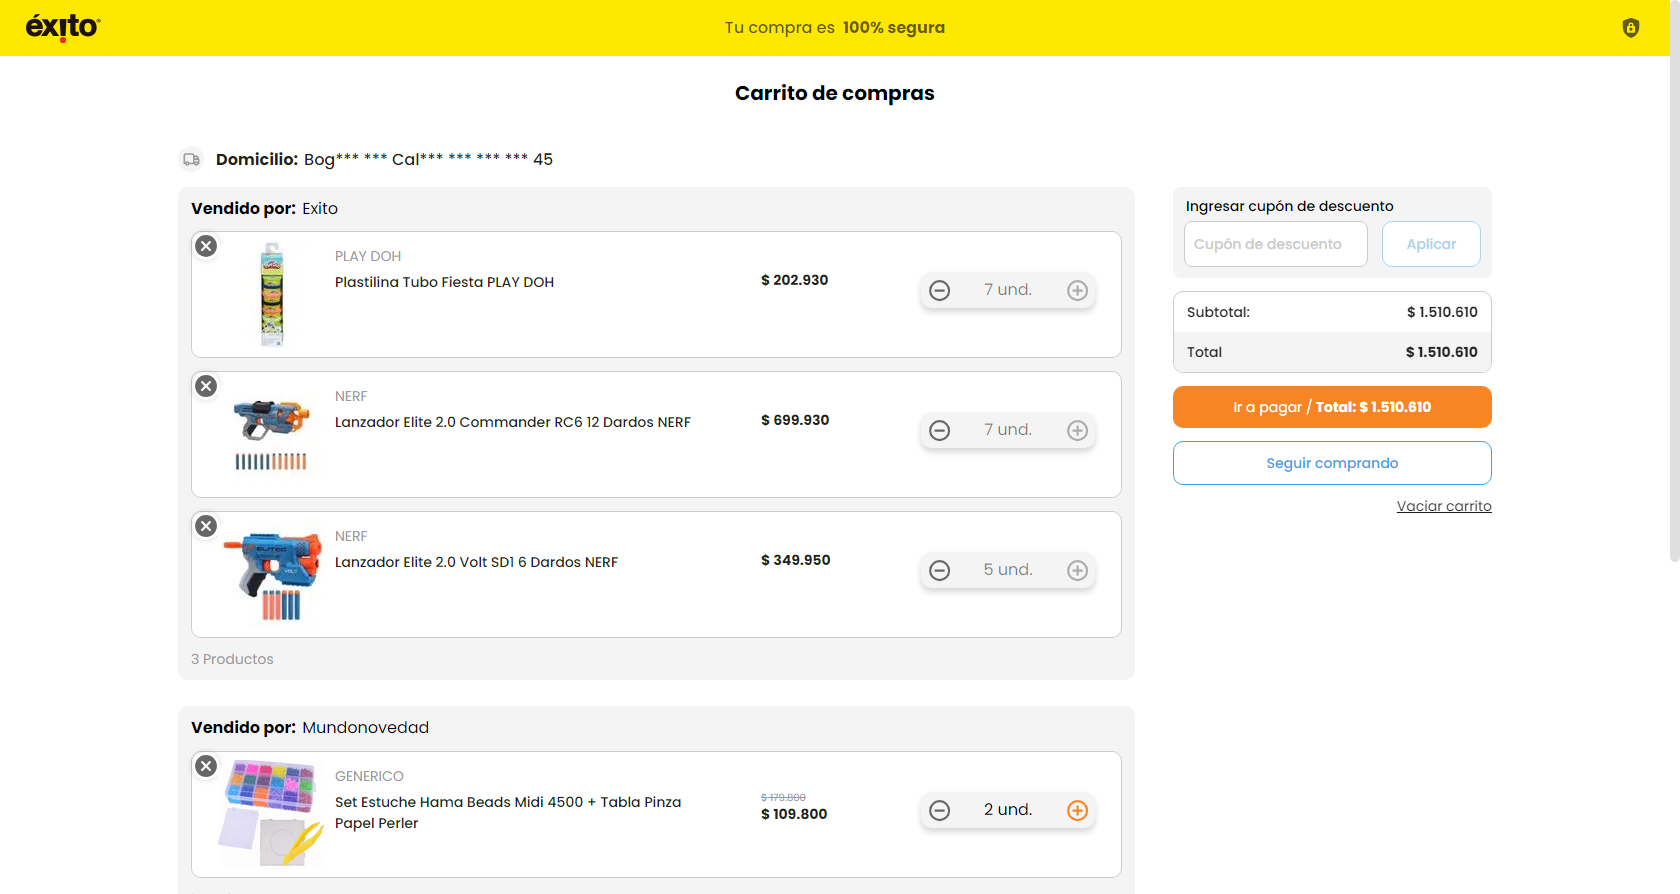 éxito
Tu compra es 100% segura
Carrito de compras
Domicilio: Bog*** *** Cal*** *** *** *** 45
Vendido por: Exito
PLAY DOH
Plastilina Tubo Fiesta PLAY DOH
$ 202.930
7 und.
NERF
Lanzador Elite 2.0 Commander RC6 12 Dardos NERF
$ 699.930
7 und.
NERF
Lanzador Elite 2.0 Volt SD1 6 Dardos NERF
$ 349.950
5 und.
3 Productos
Vendido por: Mundonovedad
GENERICO
Set Estuche Hama Beads Midi 4500 + Tabla Pinza
Papel Perler
$ 179.800
$ 109.800
2 und.
Ingresar cupón de descuento
Cupón de descuento
Aplicar
Subtotal: $ 1.510.610
Total $ 1.510.610
Ir a pagar / Total: $ 1.510.610
Seguir comprando
Vaciar carrito